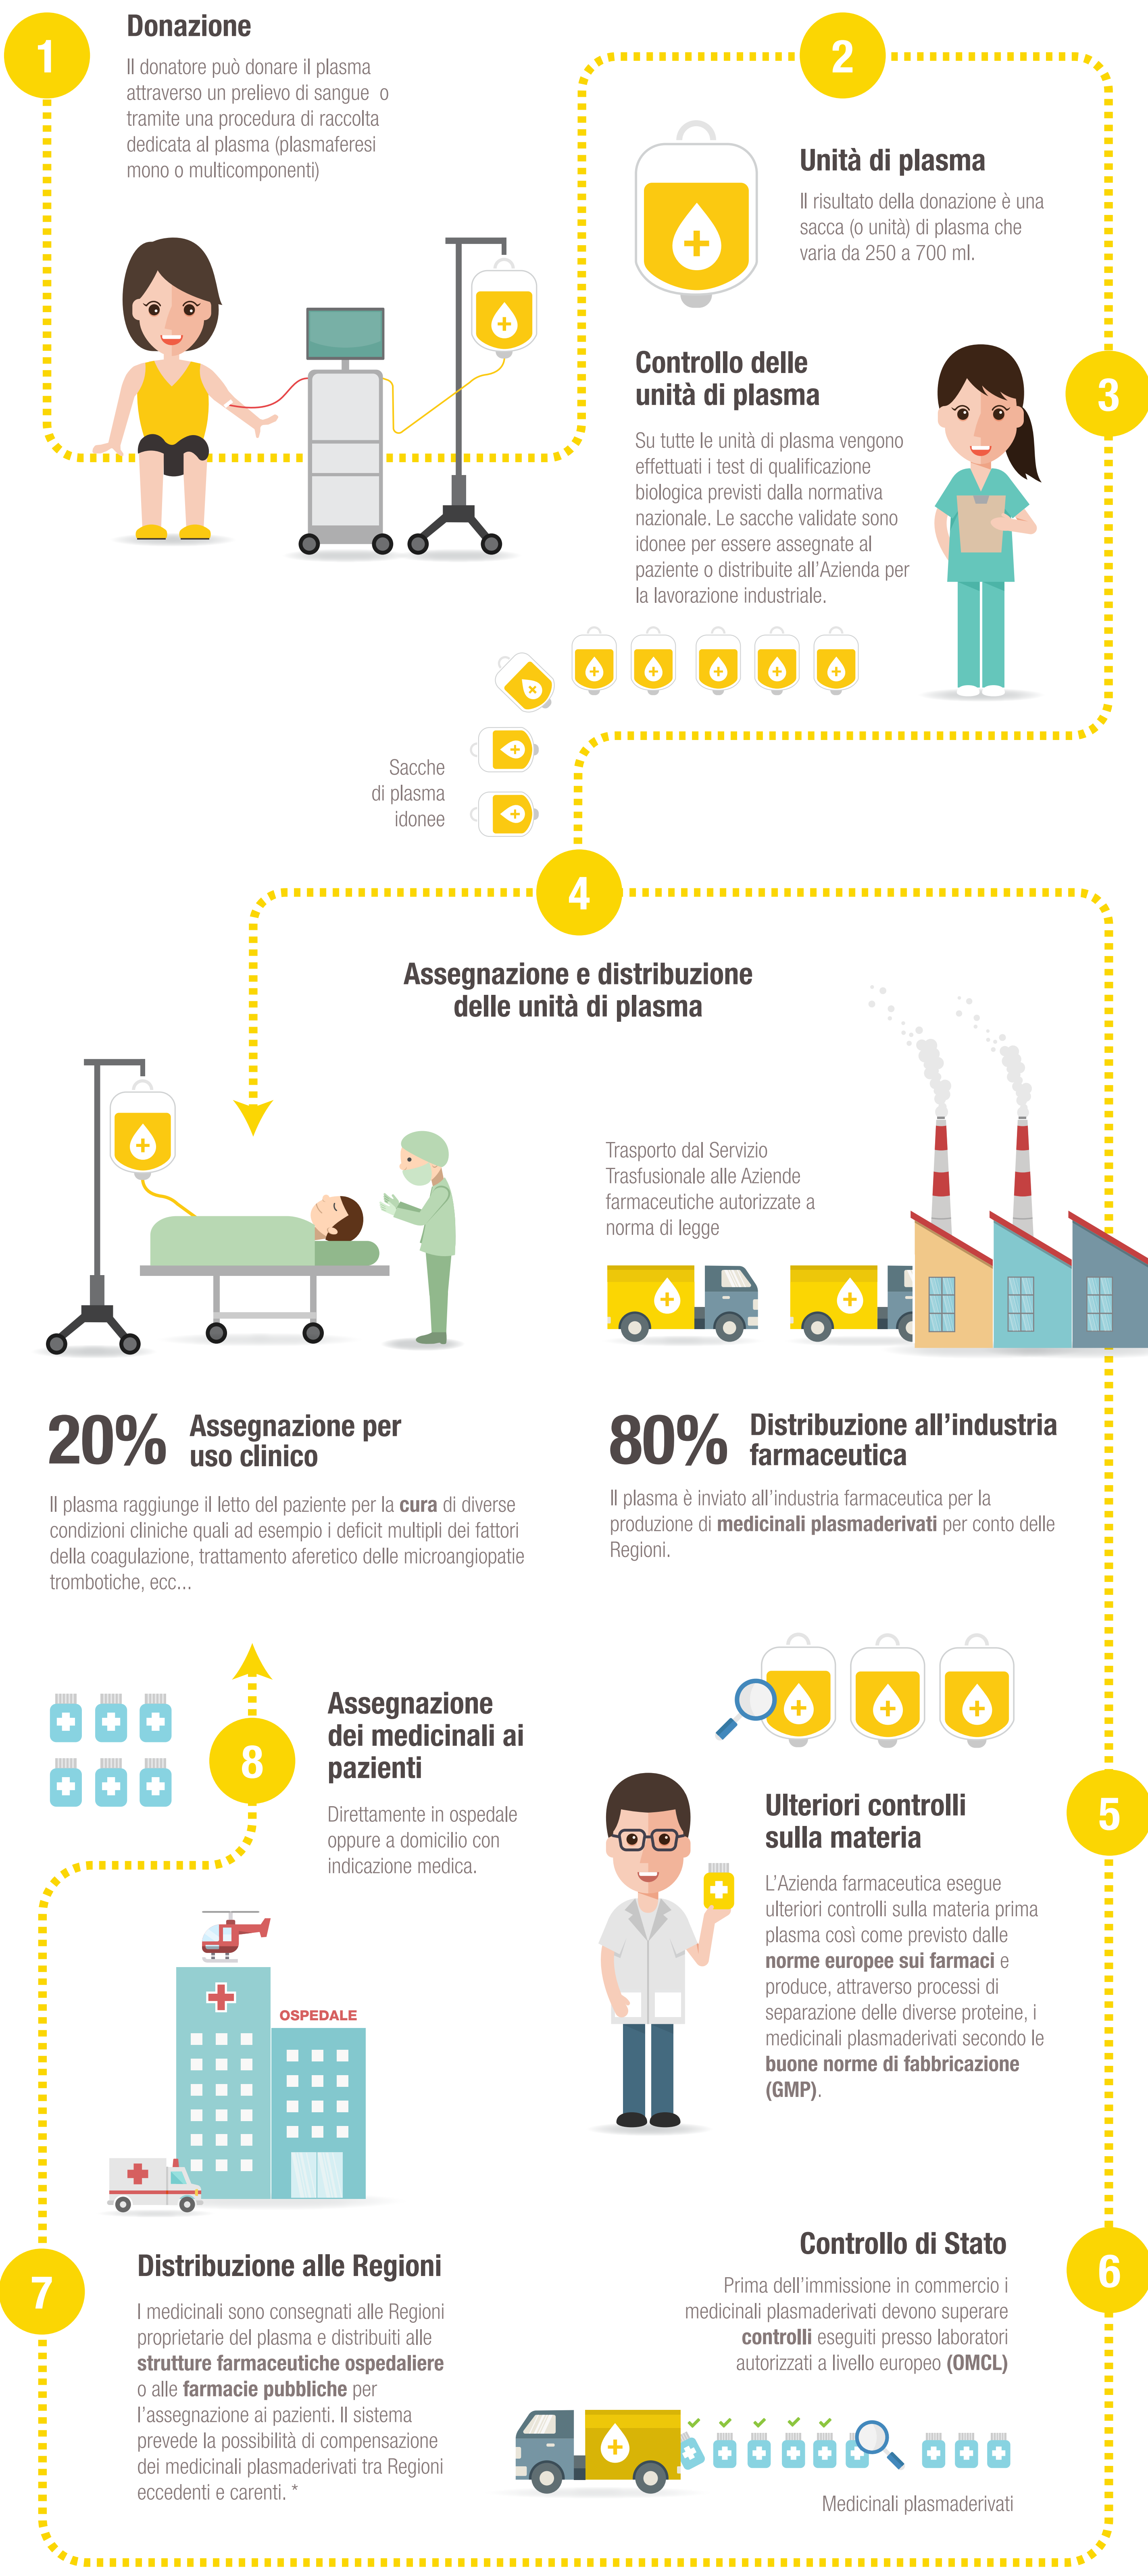 1
Donazione
Il donatore può donare il plasma
attraverso un prelievo di sangue o
tramite una procedura di raccolta
dedicata al plasma (plasmaferesi
mono o multicomponenti)
2
Unità di plasma
Il risultato della donazione è una
sacca (o unità) di plasma che
varia da 250 a 700 ml.
3
Controllo delle
unità di plasma
Su tutte le unità di plasma vengono
effettuati i test di qualificazione
biologica previsti dalla normativa
nazionale. Le sacche validate sono
idonee per essere assegnate al
paziente o distribuite all’Azienda per
la lavorazione industriale.
Sacche
di plasma
idonee
4
Assegnazione e distribuzione
delle unità di plasma
Trasporto dal Servizio
Trasfusionale alle Aziende
farmaceutiche autorizzate a
norma di legge
20%
Assegnazione per
uso clinico
Il plasma raggiunge il letto del paziente per la cura di diverse
condizioni cliniche quali ad esempio i deficit multipli dei fattori
della coagulazione, trattamento aferetico delle microangiopatie
trombotiche, ecc...
80%
Distribuzione all’industria
farmaceutica
Il plasma è inviato all’industria farmaceutica per la
produzione di medicinali plasmaderivati per conto delle
Regioni.
5
Ulteriori controlli
sulla materia
L’Azienda farmaceutica esegue
ulteriori controlli sulla materia prima
plasma così come previsto dalle
norme europee sui farmaci e
produce, attraverso processi di
separazione delle diverse proteine, i
medicinali plasmaderivati secondo le
buone norme di fabbricazione
(GMP).
6
Controllo di Stato
Prima dell’immissione in commercio i
medicinali plasmaderivati devono superare
controlli eseguiti presso laboratori
autorizzati a livello europeo (OMCL)
Medicinali plasmaderivati
7
Distribuzione alle Regioni
I medicinali sono consegnati alle Regioni
proprietarie del plasma e distribuiti alle
strutture farmaceutiche ospedaliere
o alle farmacie pubbliche per
l’assegnazione ai pazienti. Il sistema
prevede la possibilità di compensazione
dei medicinali plasmaderivati tra Regioni
eccedenti e carenti. *
OSPEDALE
8
Assegnazione
dei medicinali ai
pazienti
Direttamente in ospedale
oppure a domicilio con
indicazione medica.